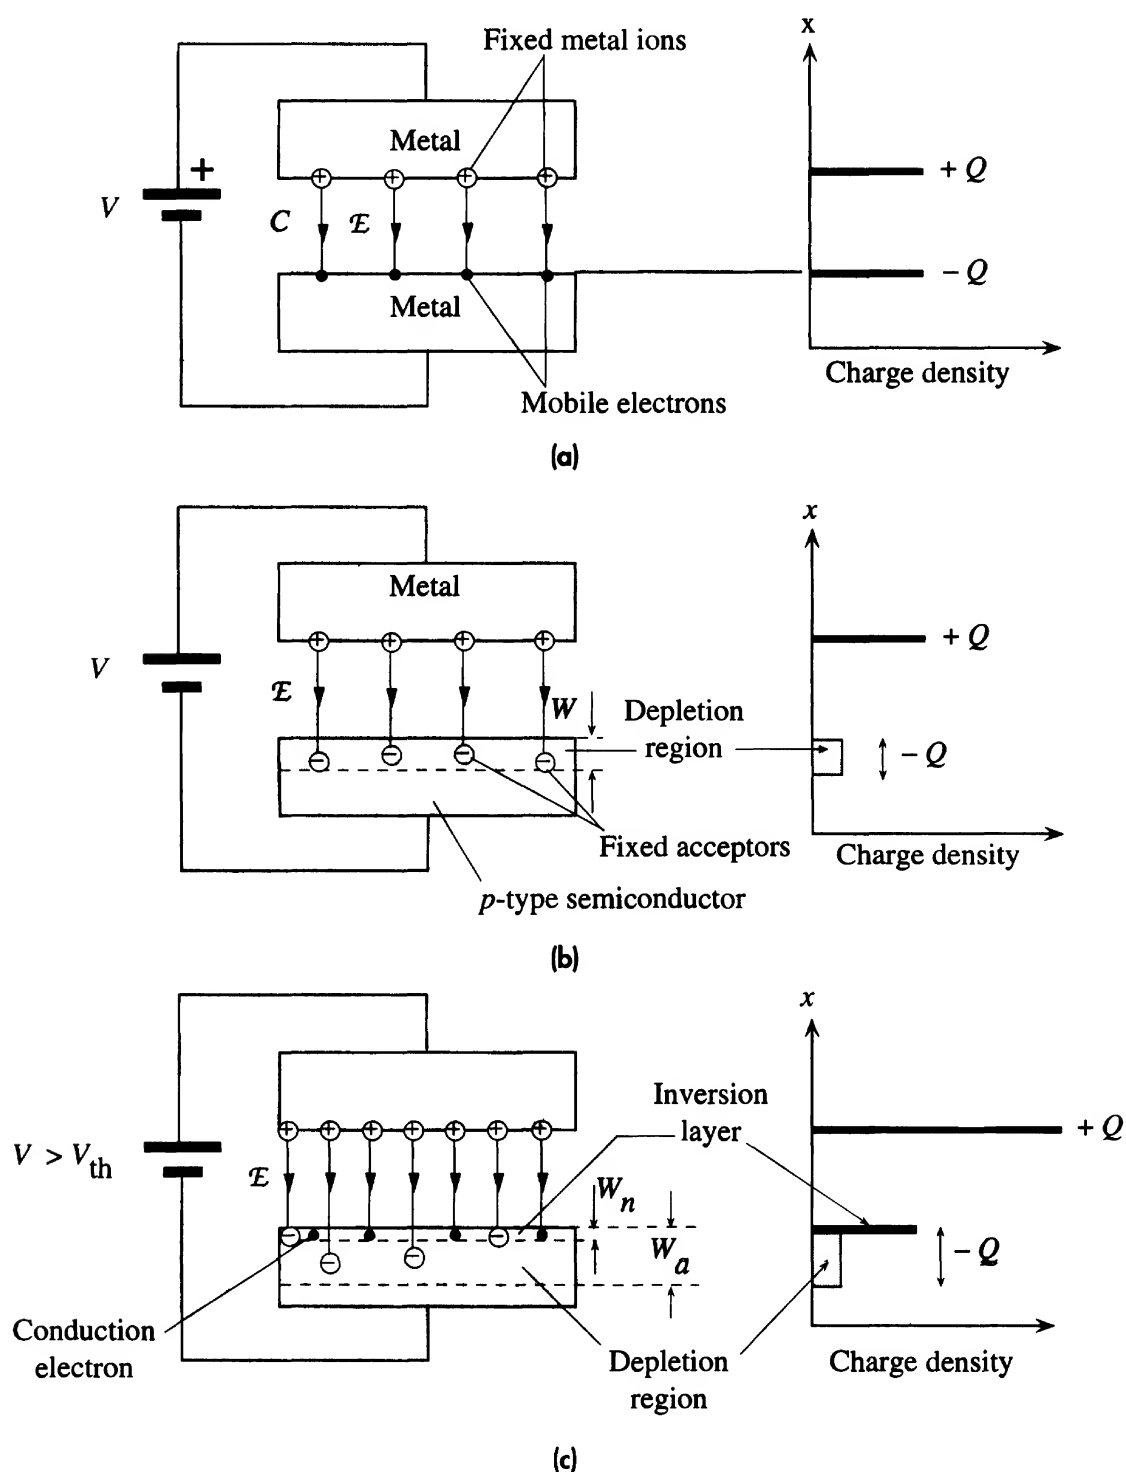 x
Fixed metal ions
Metal
+
+ Q
V
C
ℰ
− Q
Metal
Charge density
Mobile electrons
(a)
x
Metal
+ Q
V
ℰ
W
Depletion
region
− Q
Fixed acceptors
Charge density
p-type semiconductor
(b)
x
Inversion
layer
+ Q
V > Vth
ℰ
Wn
Wa
− Q
Conduction
electron
Depletion
region
Charge density
(c)